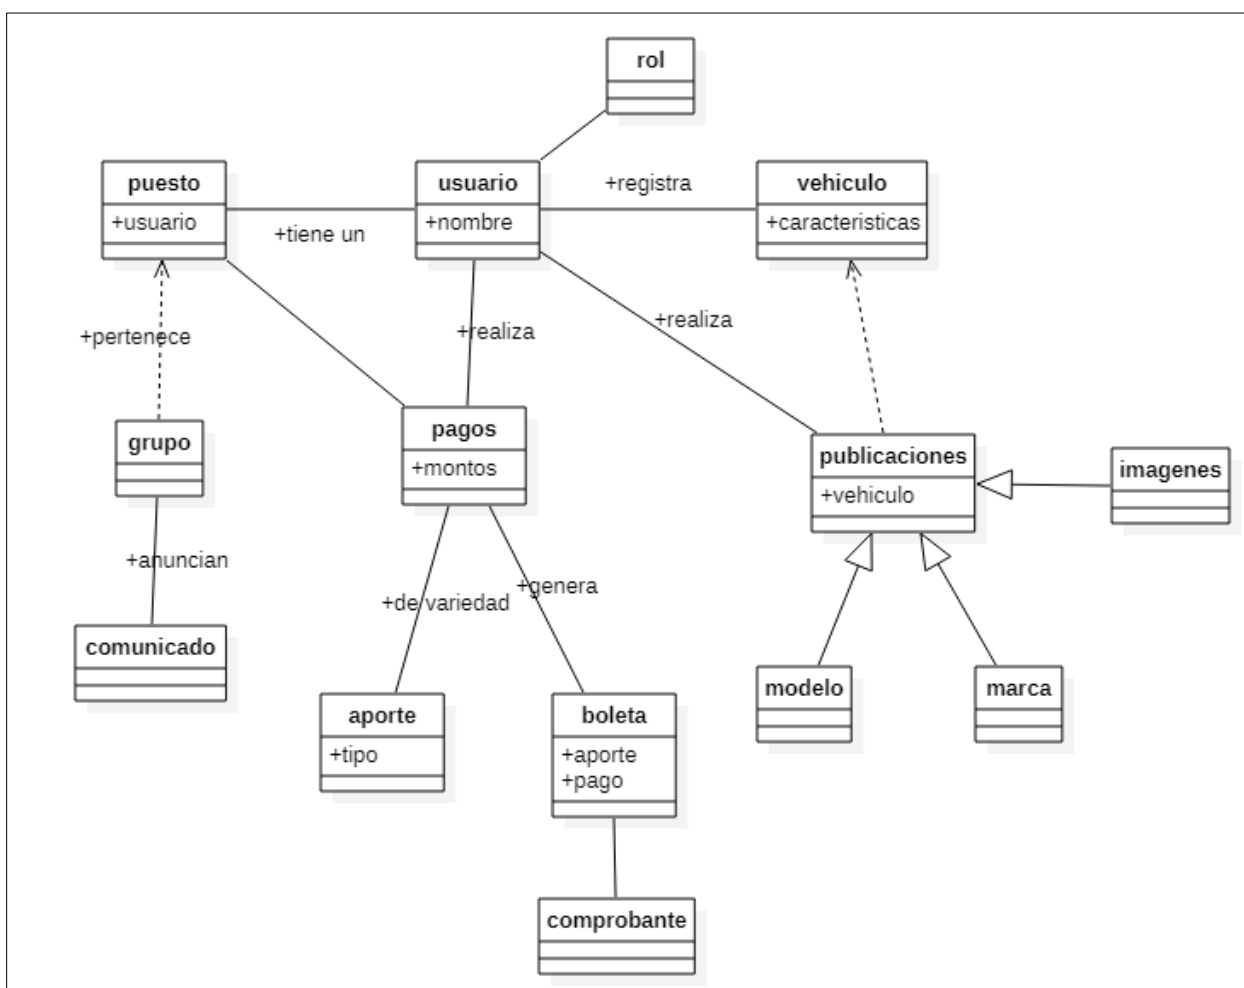 rol
puesto
+usuario
+tiene un
usuario
+nombre
+registra
vehiculo
+caracteristicas
+pertenece
+realiza
+realiza
grupo
pagos
+montos
publicaciones
+vehiculo
imagenes
+anuncian
+de variedad
+genera
comunicado
aporte
+tipo
boleta
+aporte
+pago
modelo
marca
comprobante